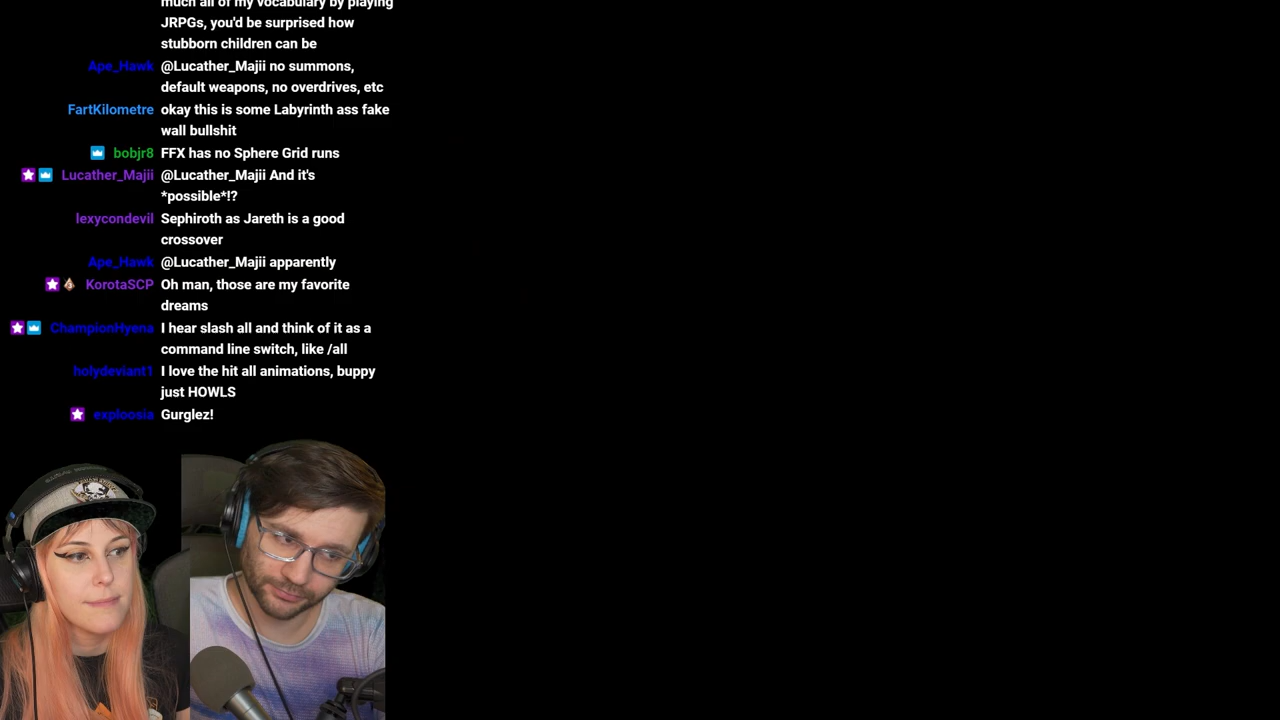 much all of my vocabulary by playing
JRPGs, you'd be surprised how
stubborn children can be
Ape_Hawk @Lucather_Majii no summons,
default weapons, no overdrives, etc
FartKilometre okay this is some Labyrinth ass fake
wall bullshit
bobjr8 FFX has no Sphere Grid runs
Lucather_Majii @Lucather_Majii And it's
*possible*!?
lexycondevil Sephiroth as Jareth is a good
crossover
Ape_Hawk @Lucather_Majii apparently
KorotaSCP Oh man, those are my favorite
dreams
ChampionHyena I hear slash all and think of it as a
command line switch, like /all
holydeviant1 I love the hit all animations, buppy
just HOWLS
exploosia Gurglez!